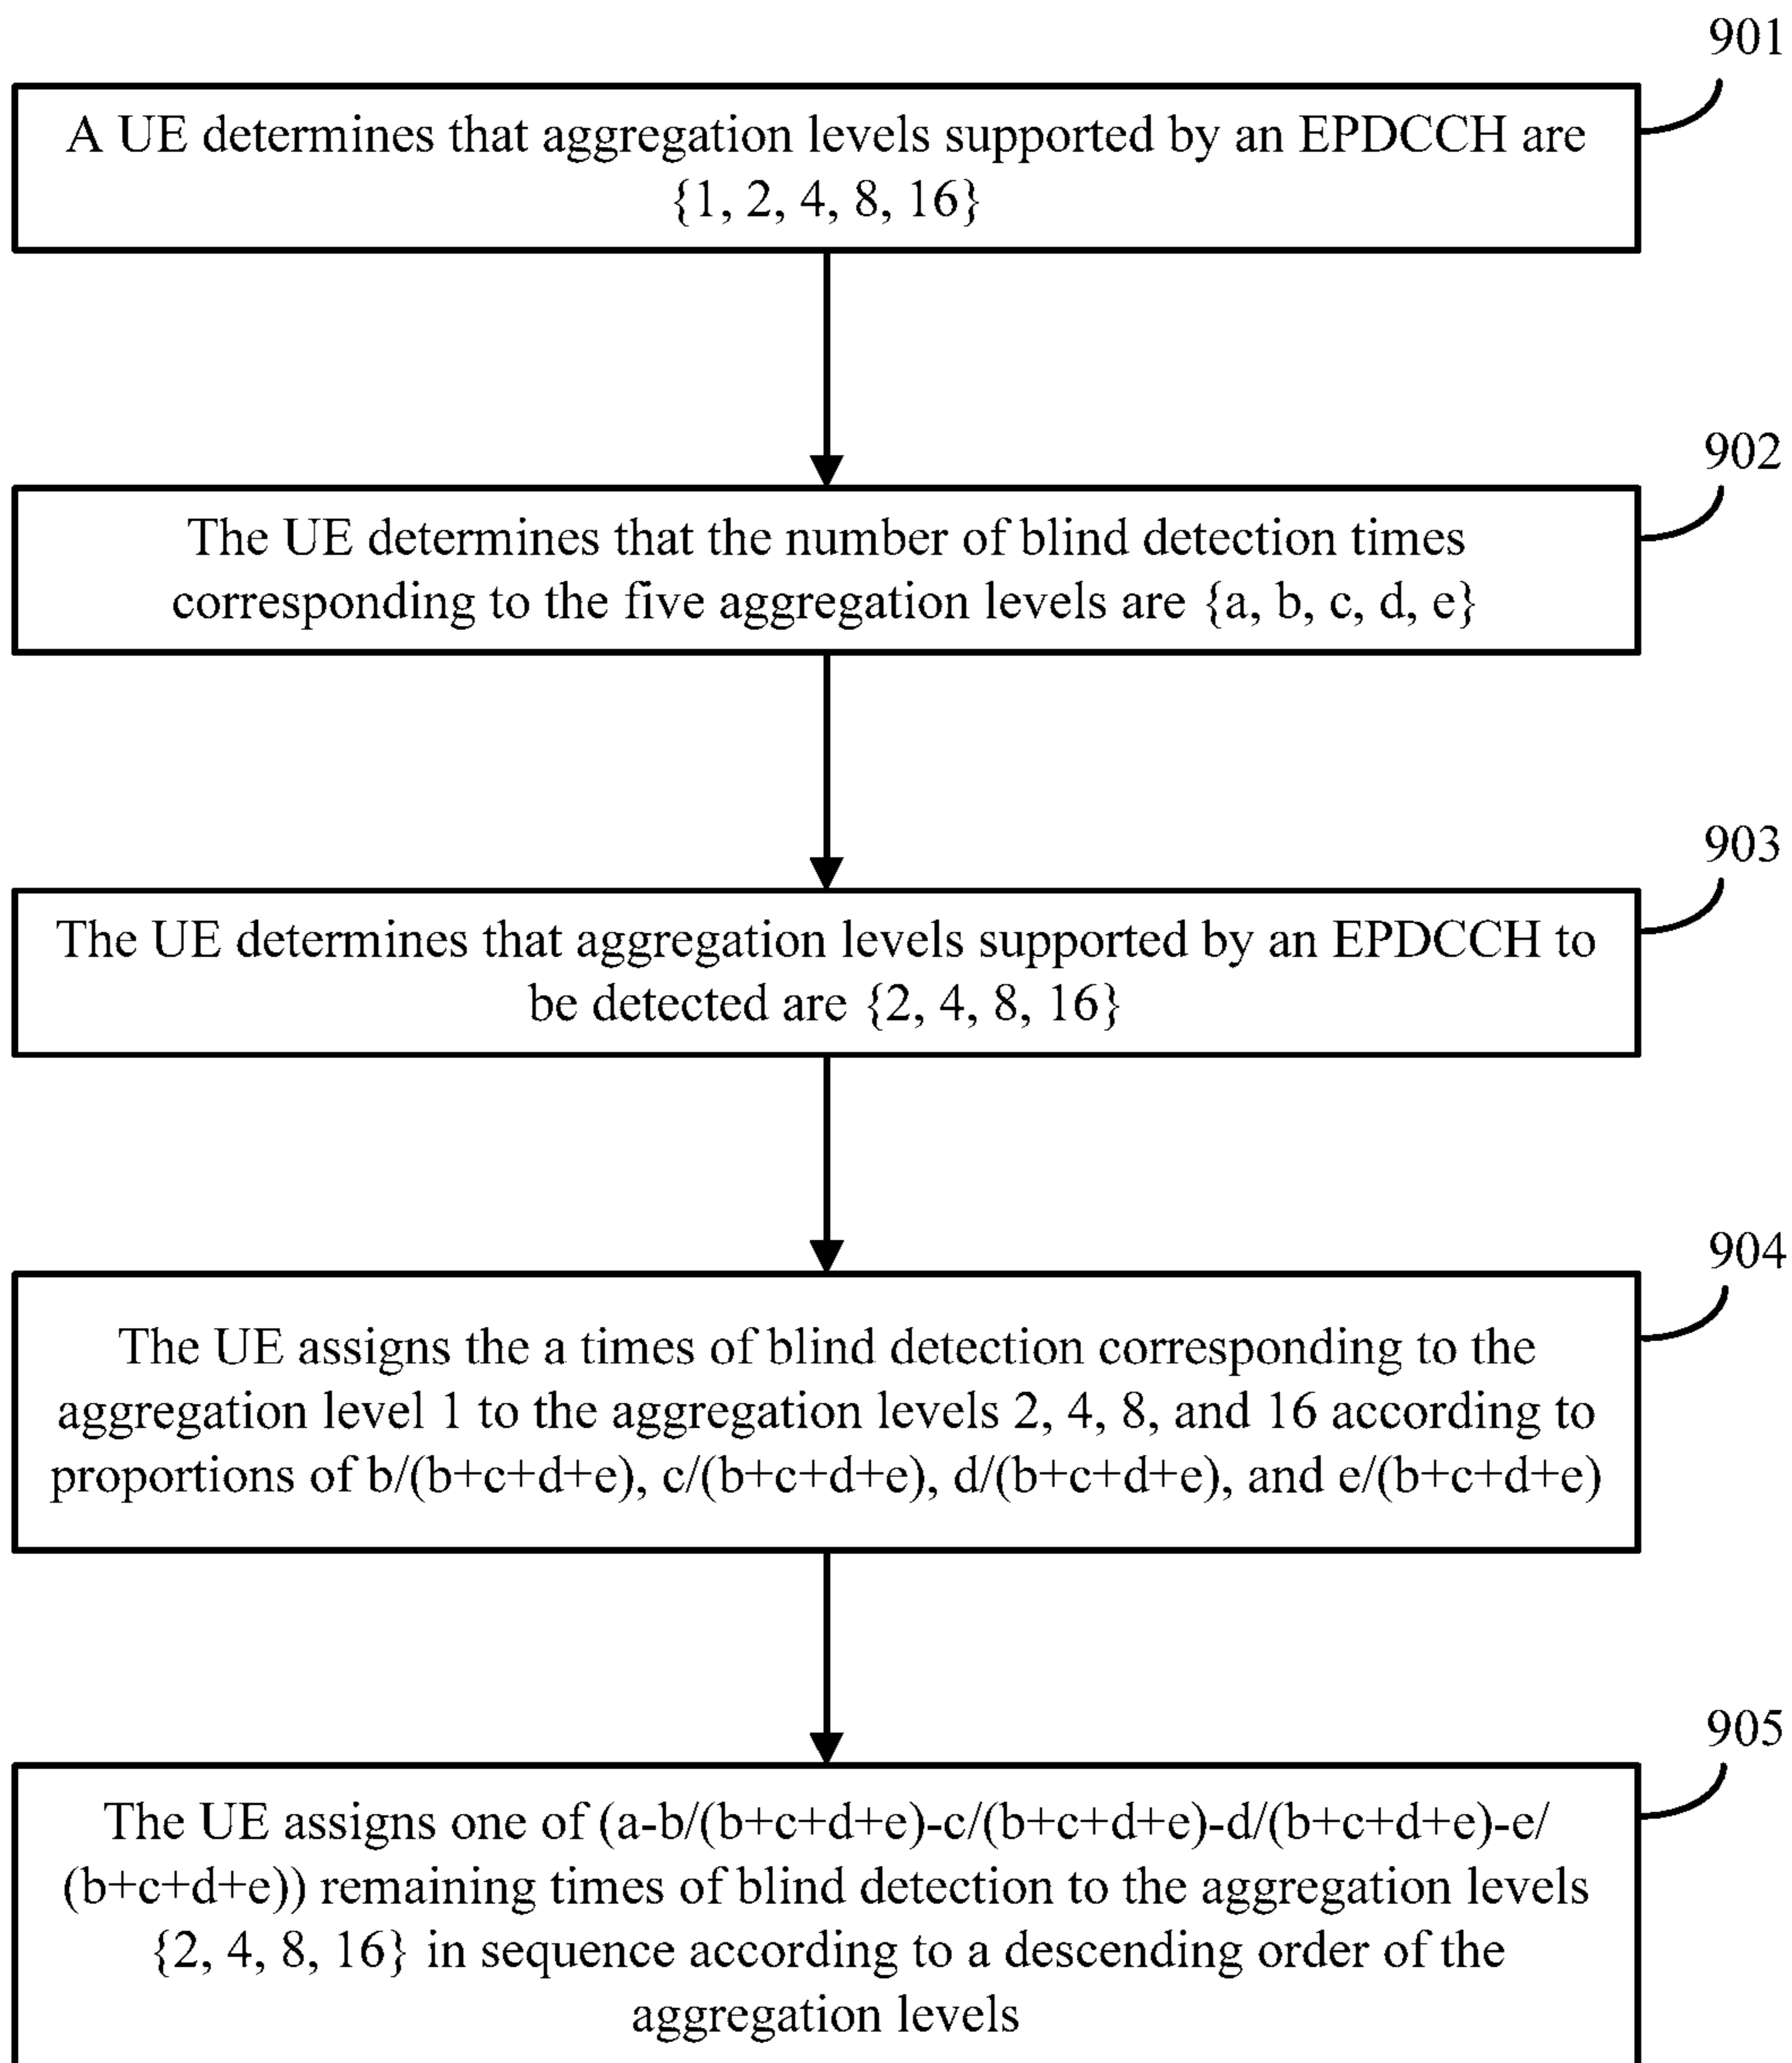 901
A UE determines that aggregation levels supported by an EPDCCH are
{1, 2, 4, 8, 16}
902
The UE determines that the number of blind detection times
corresponding to the five aggregation levels are {a, b, c, d, e}
903
The UE determines that aggregation levels supported by an EPDCCH to
be detected are {2, 4, 8, 16}
904
The UE assigns the a times of blind detection corresponding to the
aggregation level 1 to the aggregation levels 2, 4, 8, and 16 according to
proportions of b/(b+c+d+e), c/(b+c+d+e), d/(b+c+d+e), and e/(b+c+d+e)
905
The UE assigns one of (a-b/(b+c+d+e)-c/(b+c+d+e)-d/(b+c+d+e)-e/
(b+c+d+e)) remaining times of blind detection to the aggregation levels
{2, 4, 8, 16} in sequence according to a descending order of the
aggregation levels